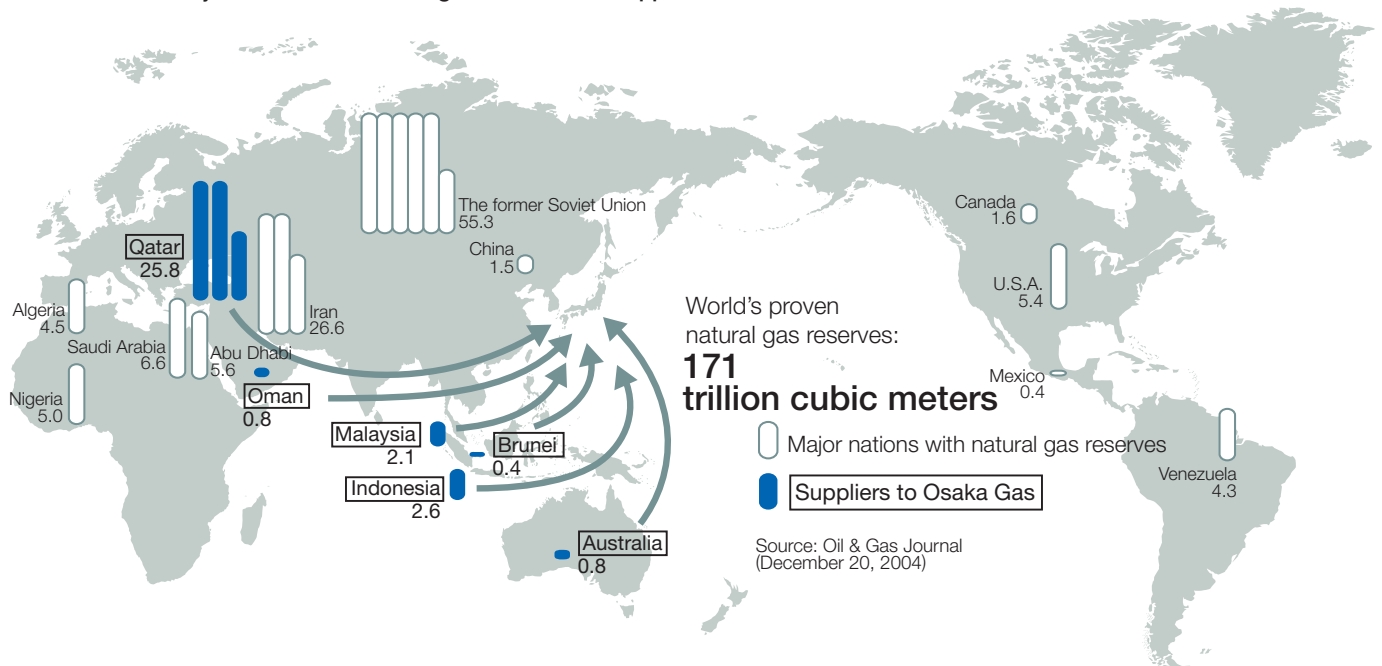 The former Soviet Union
55.3
Canada
1.6
Qatar
25.8
China
1.5
U.S.A.
5.4
Algeria
4.5
Iran
26.6
Saudi Arabia
6.6
Abu Dhabi
5.6
World's proven
natural gas reserves:
171
trillion cubic meters
Nigeria
5.0
Oman
0.8
Mexico
0.4
Malaysia
2.1
Brunei
0.4
Major nations with natural gas reserves
Indonesia
2.6
Suppliers to Osaka Gas
Venezuela
4.3
Australia
0.8
Source: Oil & Gas Journal
(December 20, 2004)